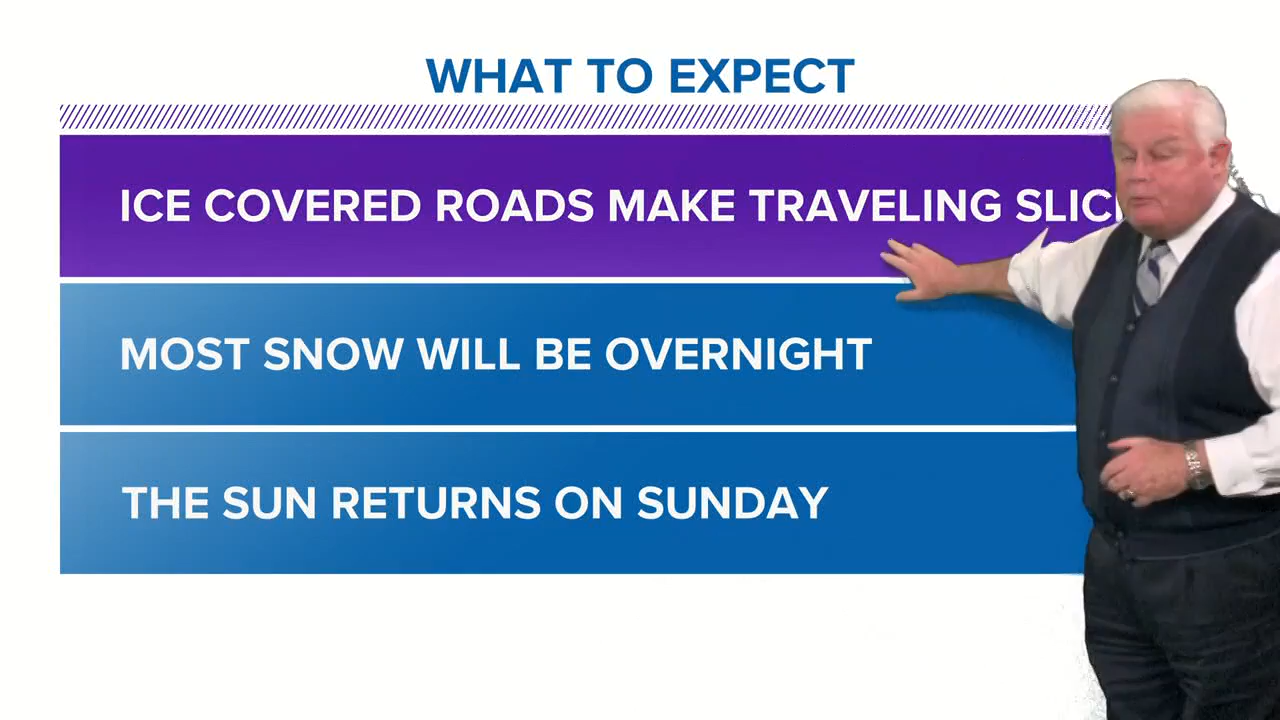 WHAT TO EXPECT
ICE COVERED ROADS MAKE TRAVELING
MOST SNOW WILL BE OVERNIGHT
THE SUN RETURNS ON SUNDAY